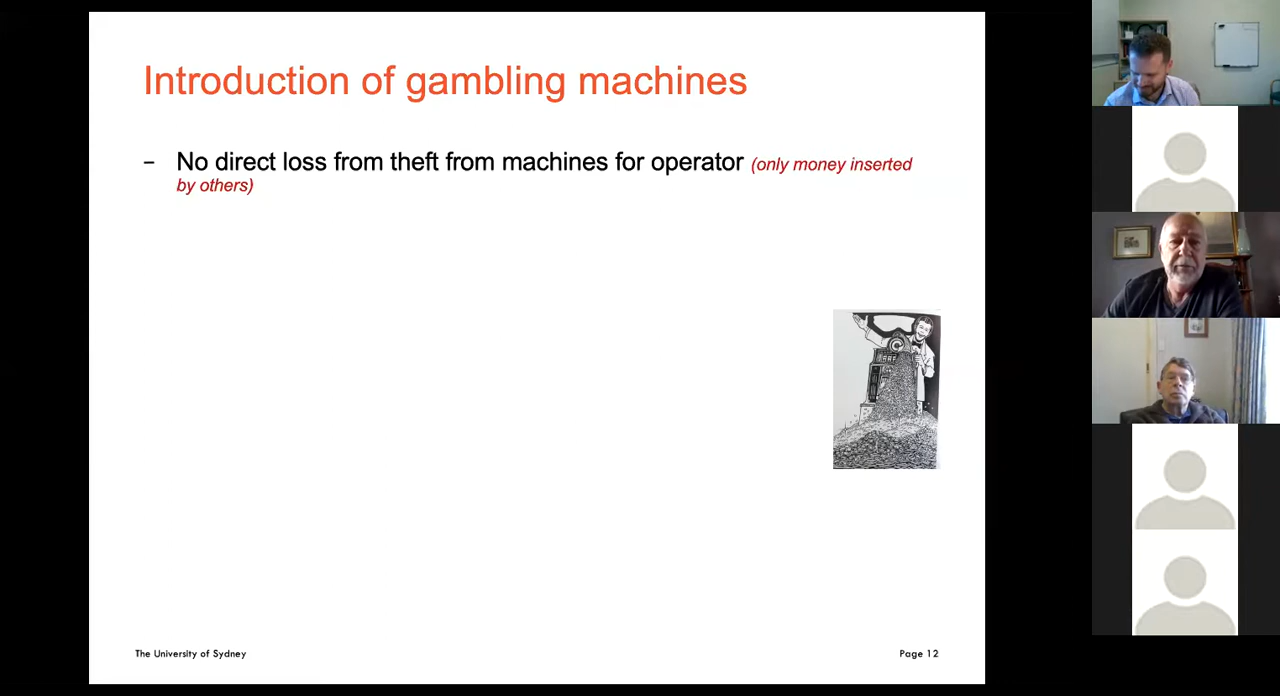 Introduction of gambling machines
– No direct loss from theft from machines for operator (only money inserted
by others)
The University of Sydney
Page 12